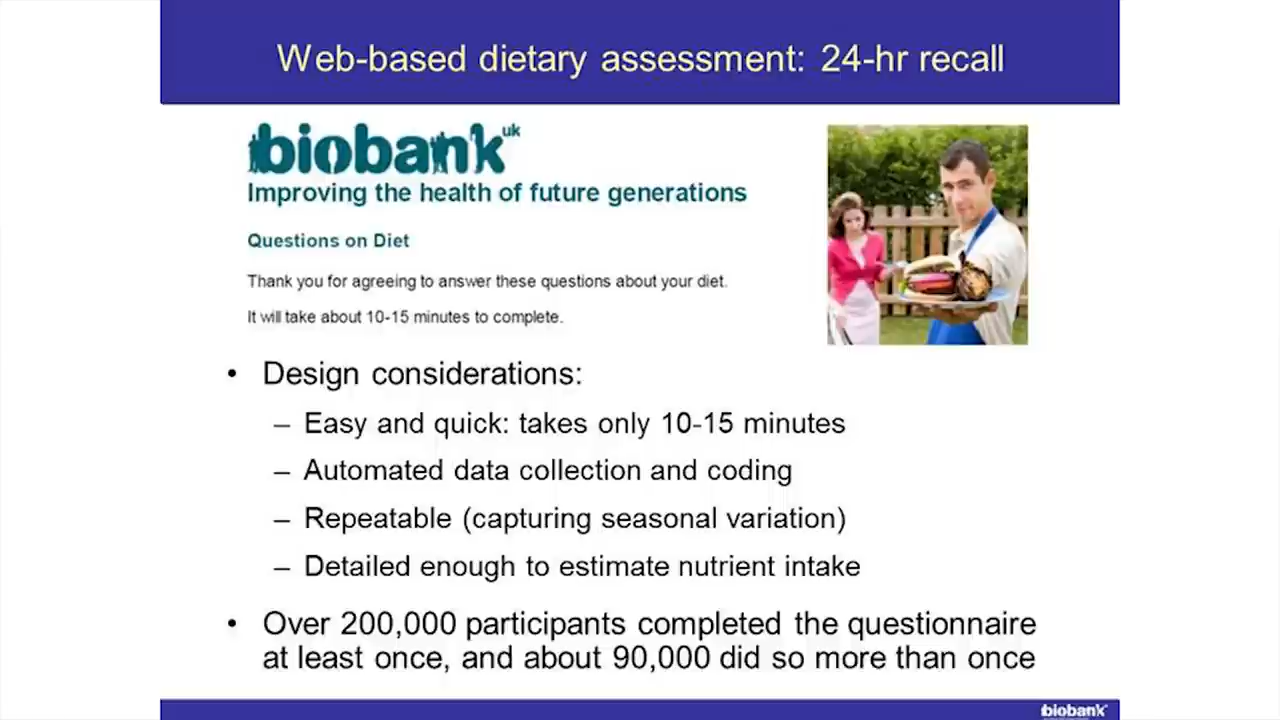 Web-based dietary assessment: 24-hr recall
biobank uk
Improving the health of future generations
Questions on Diet
Thank you for agreeing to answer these questions about your diet.
It will take about 10-15 minutes to complete.
• Design considerations:
– Easy and quick: takes only 10-15 minutes
– Automated data collection and coding
– Repeatable (capturing seasonal variation)
– Detailed enough to estimate nutrient intake
• Over 200,000 participants completed the questionnaire
at least once, and about 90,000 did so more than once
biobank